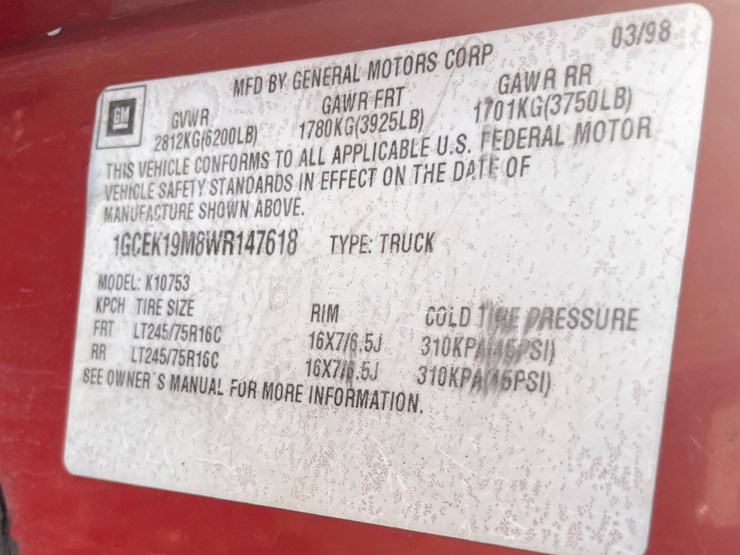 03/98
MFD BY GENERAL MOTORS CORP
GM
GVWR GAWR FRT GAWR RR
2812KG(6200LB) 1780KG(3925LB) 1701KG(3750LB)
THIS VEHICLE CONFORMS TO ALL APPLICABLE U.S. FEDERAL MOTOR
VEHICLE SAFETY STANDARDS IN EFFECT ON THE DATE OF
MANUFACTURE SHOWN ABOVE.
1GCEK19M8WR147618 TYPE: TRUCK
MODEL: K10753
KPCH TIRE SIZE RIM COLD TIRE PRESSURE
FRT LT245/75R16C 16X7/6.5J 310KPA(45PSI)
RR LT245/75R16C 16X7/6.5J 310KPA(45PSI)
SEE OWNER'S MANUAL FOR MORE INFORMATION.